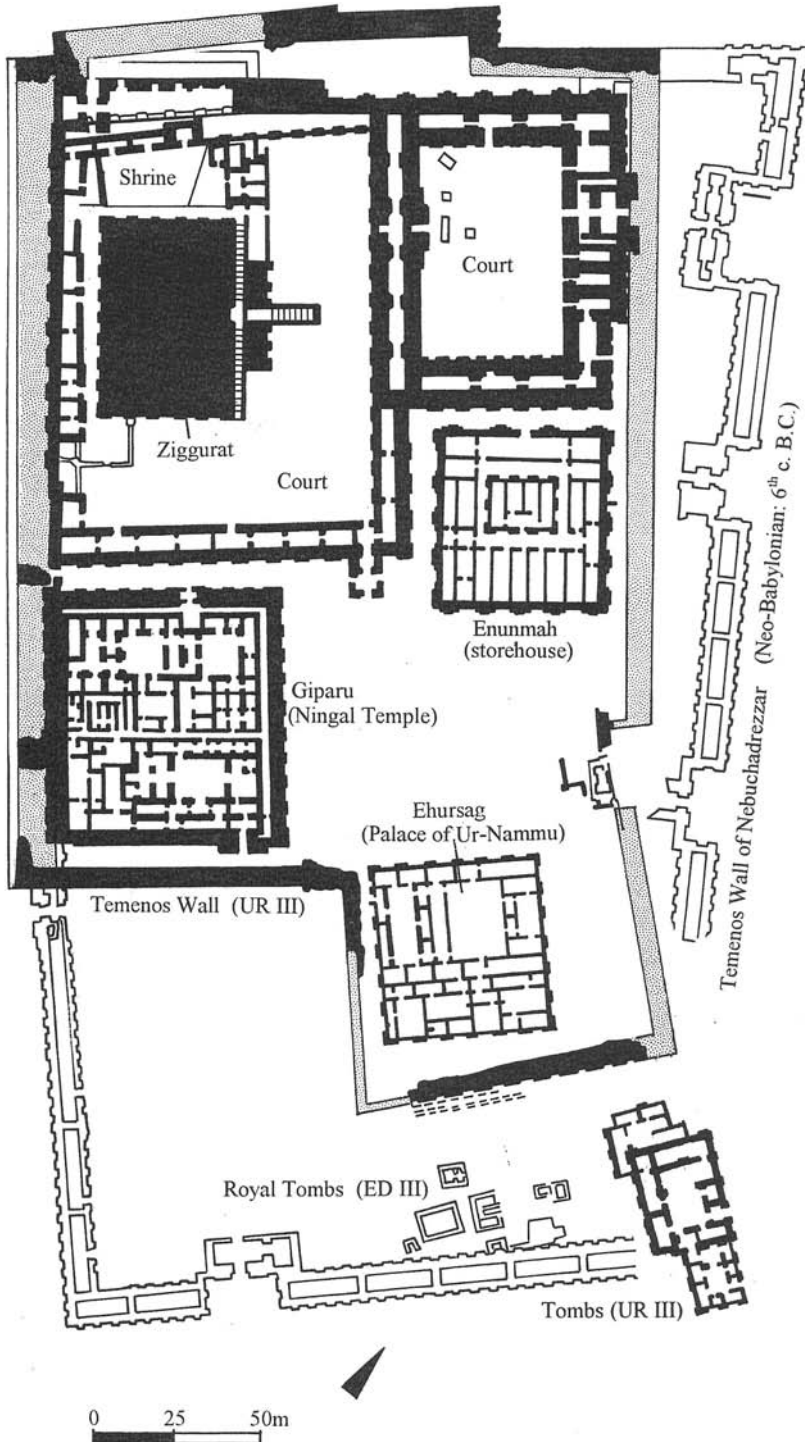 Shrine
Court
Ziggurat
Court
Enunmah
(storehouse)
Giparu
(Ningal Temple)
Ehursag
(Palace of Ur-Nammu)
Temenos Wall (UR III)
Temenos Wall of Nebuchadrezzar (Neo-Babylonian: 6th c. B.C.)
Royal Tombs (ED III)
Tombs (UR III)
0 25 50m